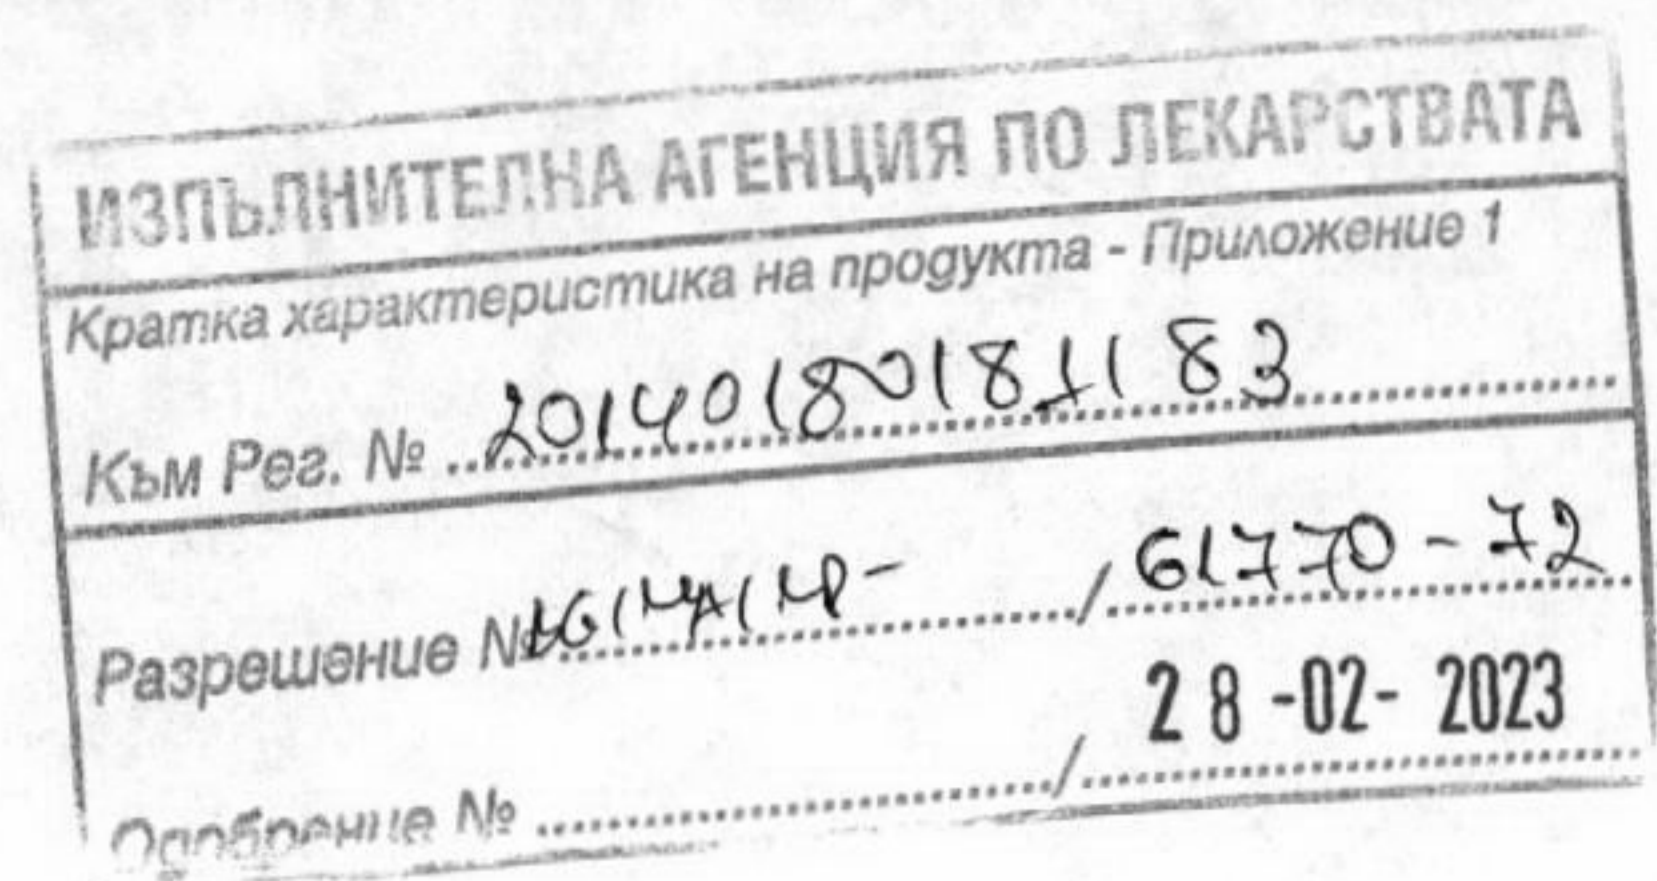 ИЗПЪЛНИТЕЛНА АГЕНЦИЯ ПО ЛЕКАРСТВАТА
Кратка характеристика на продукта - Приложение 1
Към Рег. №
Разрешение № / 61770-72
28-02-2023
Одобрение № /